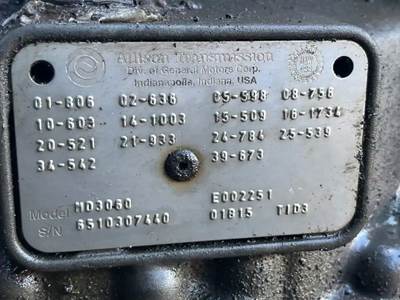 Allison Transmission
Div. of General Motors Corp.
Indianapolis, Indiana, USA
01-806 02-636 05-598 08-756
10-603 14-1003 15-509 16-1734
20-521 21-933 24-784 25-539
34-542 39-673
Model MD3060 E002251
S/N 6510307440 01815 TID3